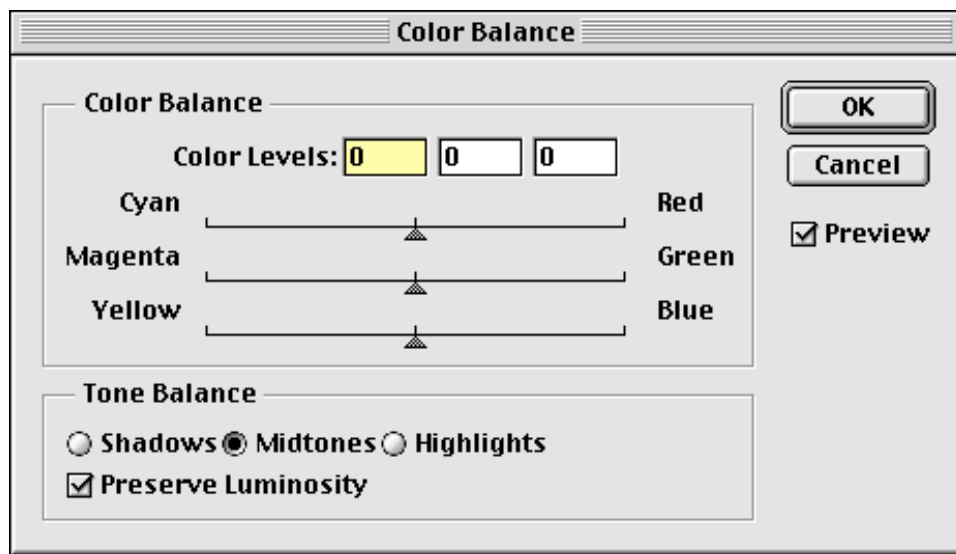 Color Balance
Color Balance
Color Levels: 0 0 0
Cyan Red
Magenta Green
Yellow Blue
Tone Balance
Shadows Midtones Highlights
Preserve Luminosity
OK
Cancel
Preview